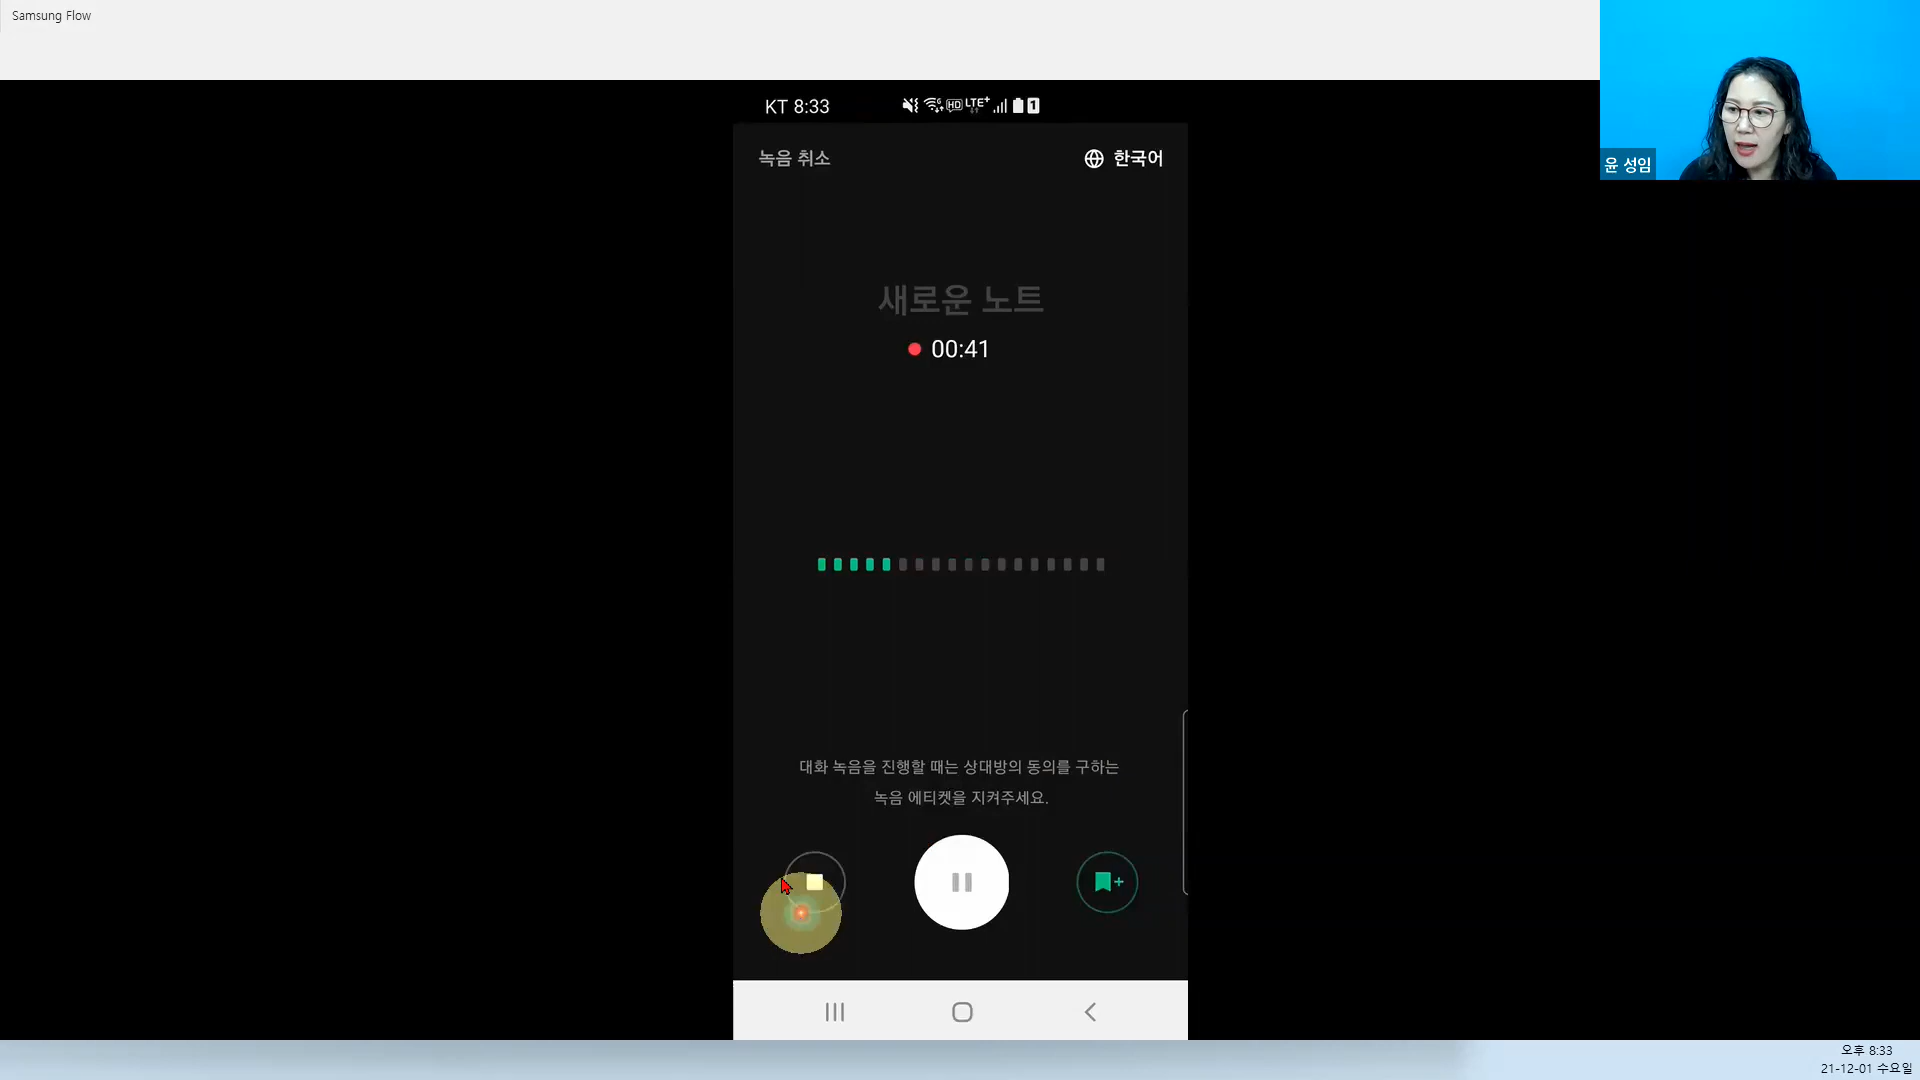 Samsung Flow
KT 8:33
HD LTE+ 1
녹음 취소
한국어
윤 성임
새로운 노트
00:41
대화 녹음을 진행할 때는 상대방의 동의를 구하는
녹음 에티켓을 지켜주세요.
오후 8:33
21-12-01 수요일